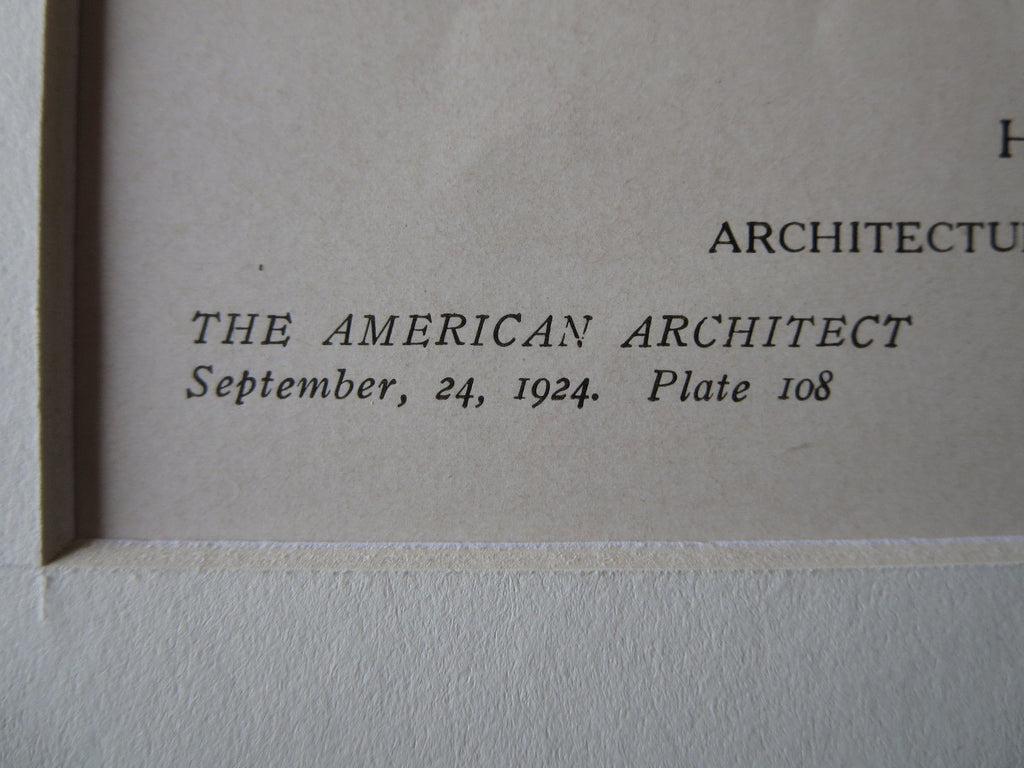 H
ARCHITECTU
THE AMERICAN ARCHITECT
September, 24, 1924. Plate 108